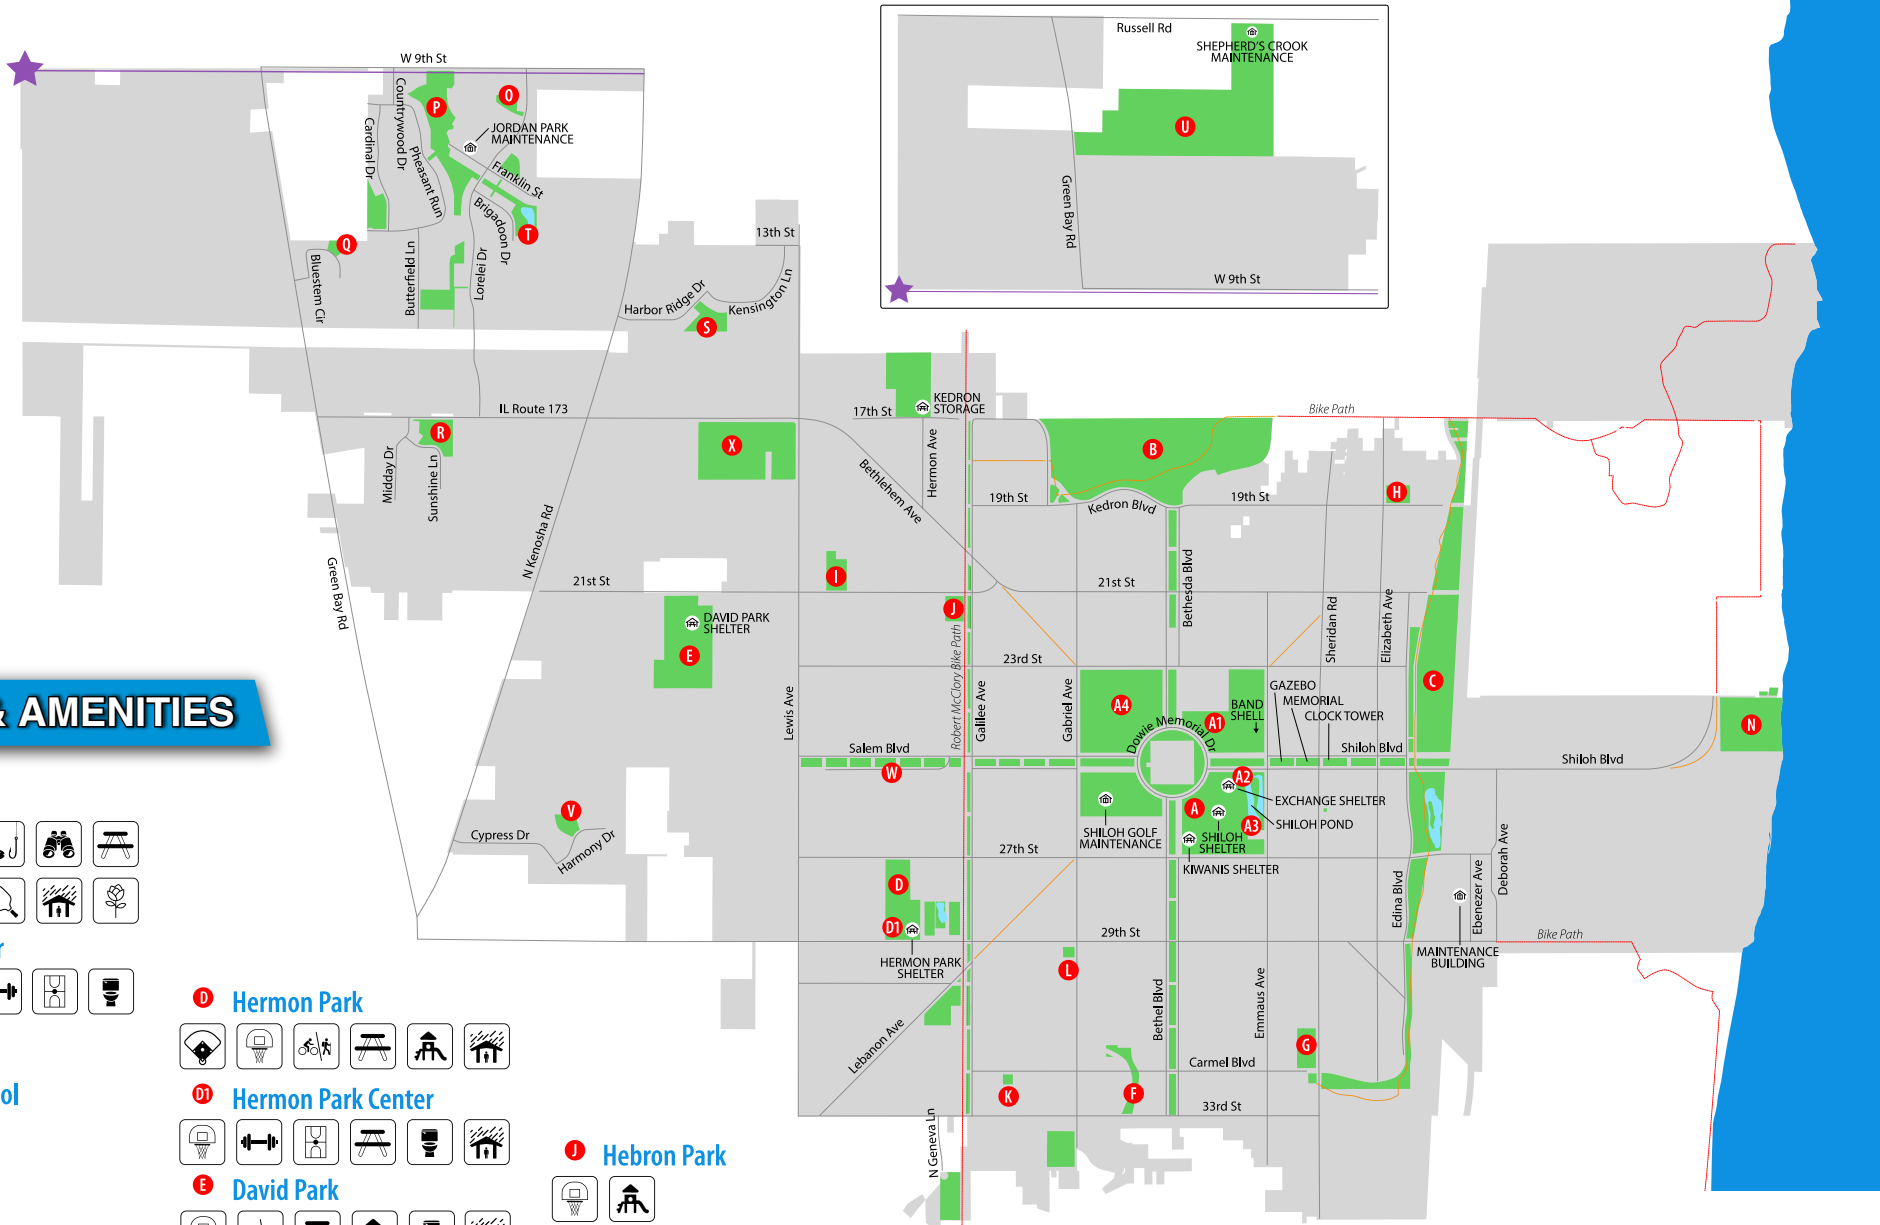 Russell Rd
SHEPHERD'S CROOK
MAINTENANCE
U
Green Bay Rd
W 9th St
W 9th St
P
O
JORDAN PARK
MAINTENANCE
Countrywood Dr
Cardinal Dr
Pheasant Run
Franklin St
Brigadoon Dr
T
Q
Bluestem Cir
Butterfield Ln
Lorelei Dr
13th St
Harbor Ridge Dr
Kensington Ln
S
IL Route 173
17th St
KEDRON
STORAGE
Bike Path
R
X
B
Midday Dr
Sunshine Ln
Bethlehem Ave
Hermon Ave
19th St
Kedron Blvd
19th St
H
N Kenosha Rd
Green Bay Rd
21st St
I
21st St
Bethesda Blvd
J
DAVID PARK
SHELTER
E
Robert McClory Bike Path
23rd St
Sheridan Rd
Elizabeth Ave
C
& AMENITIES
Lewis Ave
Galilee Ave
Gabriel Ave
A4
A1
BAND
SHELL
GAZEBO
MEMORIAL
CLOCK TOWER
Dowie Memorial Dr
N
Salem Blvd
Shiloh Blvd
Shiloh Blvd
W
A2
EXCHANGE SHELTER
A
A3
SHILOH POND
SHILOH GOLF
MAINTENANCE
SHILOH
SHELTER
V
Cypress Dr
Harmony Dr
27th St
KIWANIS SHELTER
Deborah Ave
D
D1
Edina Blvd
Ebenezer Ave
29th St
Bike Path
HERMON PARK
SHELTER
L
MAINTENANCE
BUILDING
Bethel Blvd
Emmaus Ave
Lebanon Ave
G
Carmel Blvd
K
F
33rd St
N Geneva Ln
r
D Hermon Park
ol
D1 Hermon Park Center
E David Park
J Hebron Park